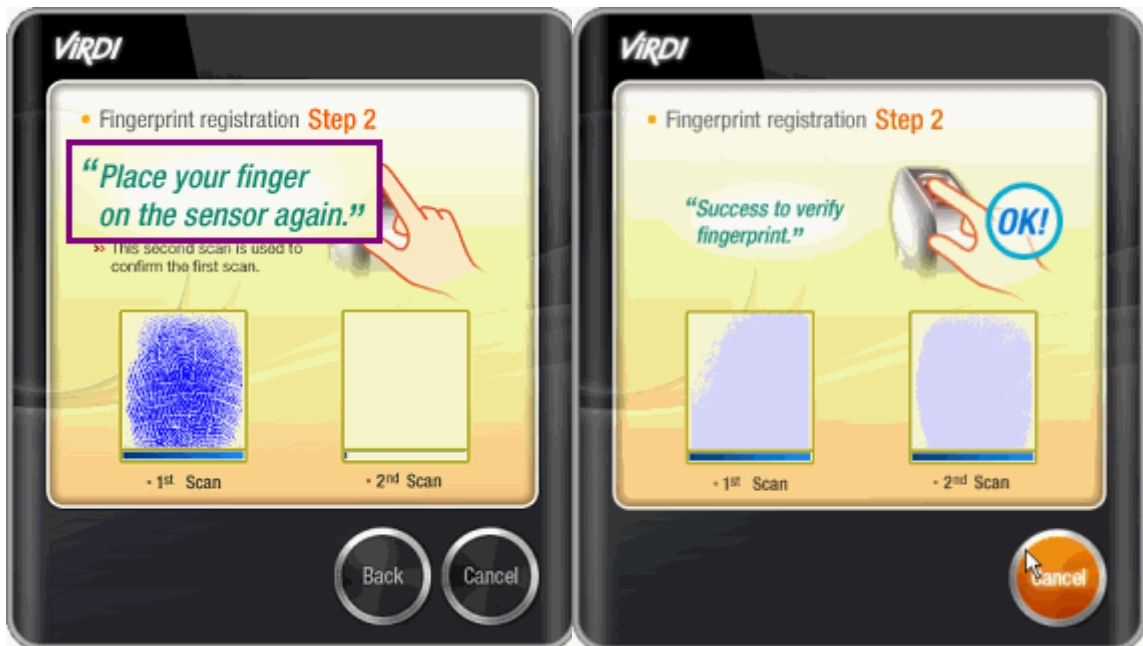 ViRDI
• Fingerprint registration Step 2
“Place your finger
on the sensor again.”
» This second scan is used to
confirm the first scan.
• 1st Scan
• 2nd Scan
Back
Cancel
ViRDI
• Fingerprint registration Step 2
“Success to verify
fingerprint.”
OK!
• 1st Scan
• 2nd Scan
Cancel